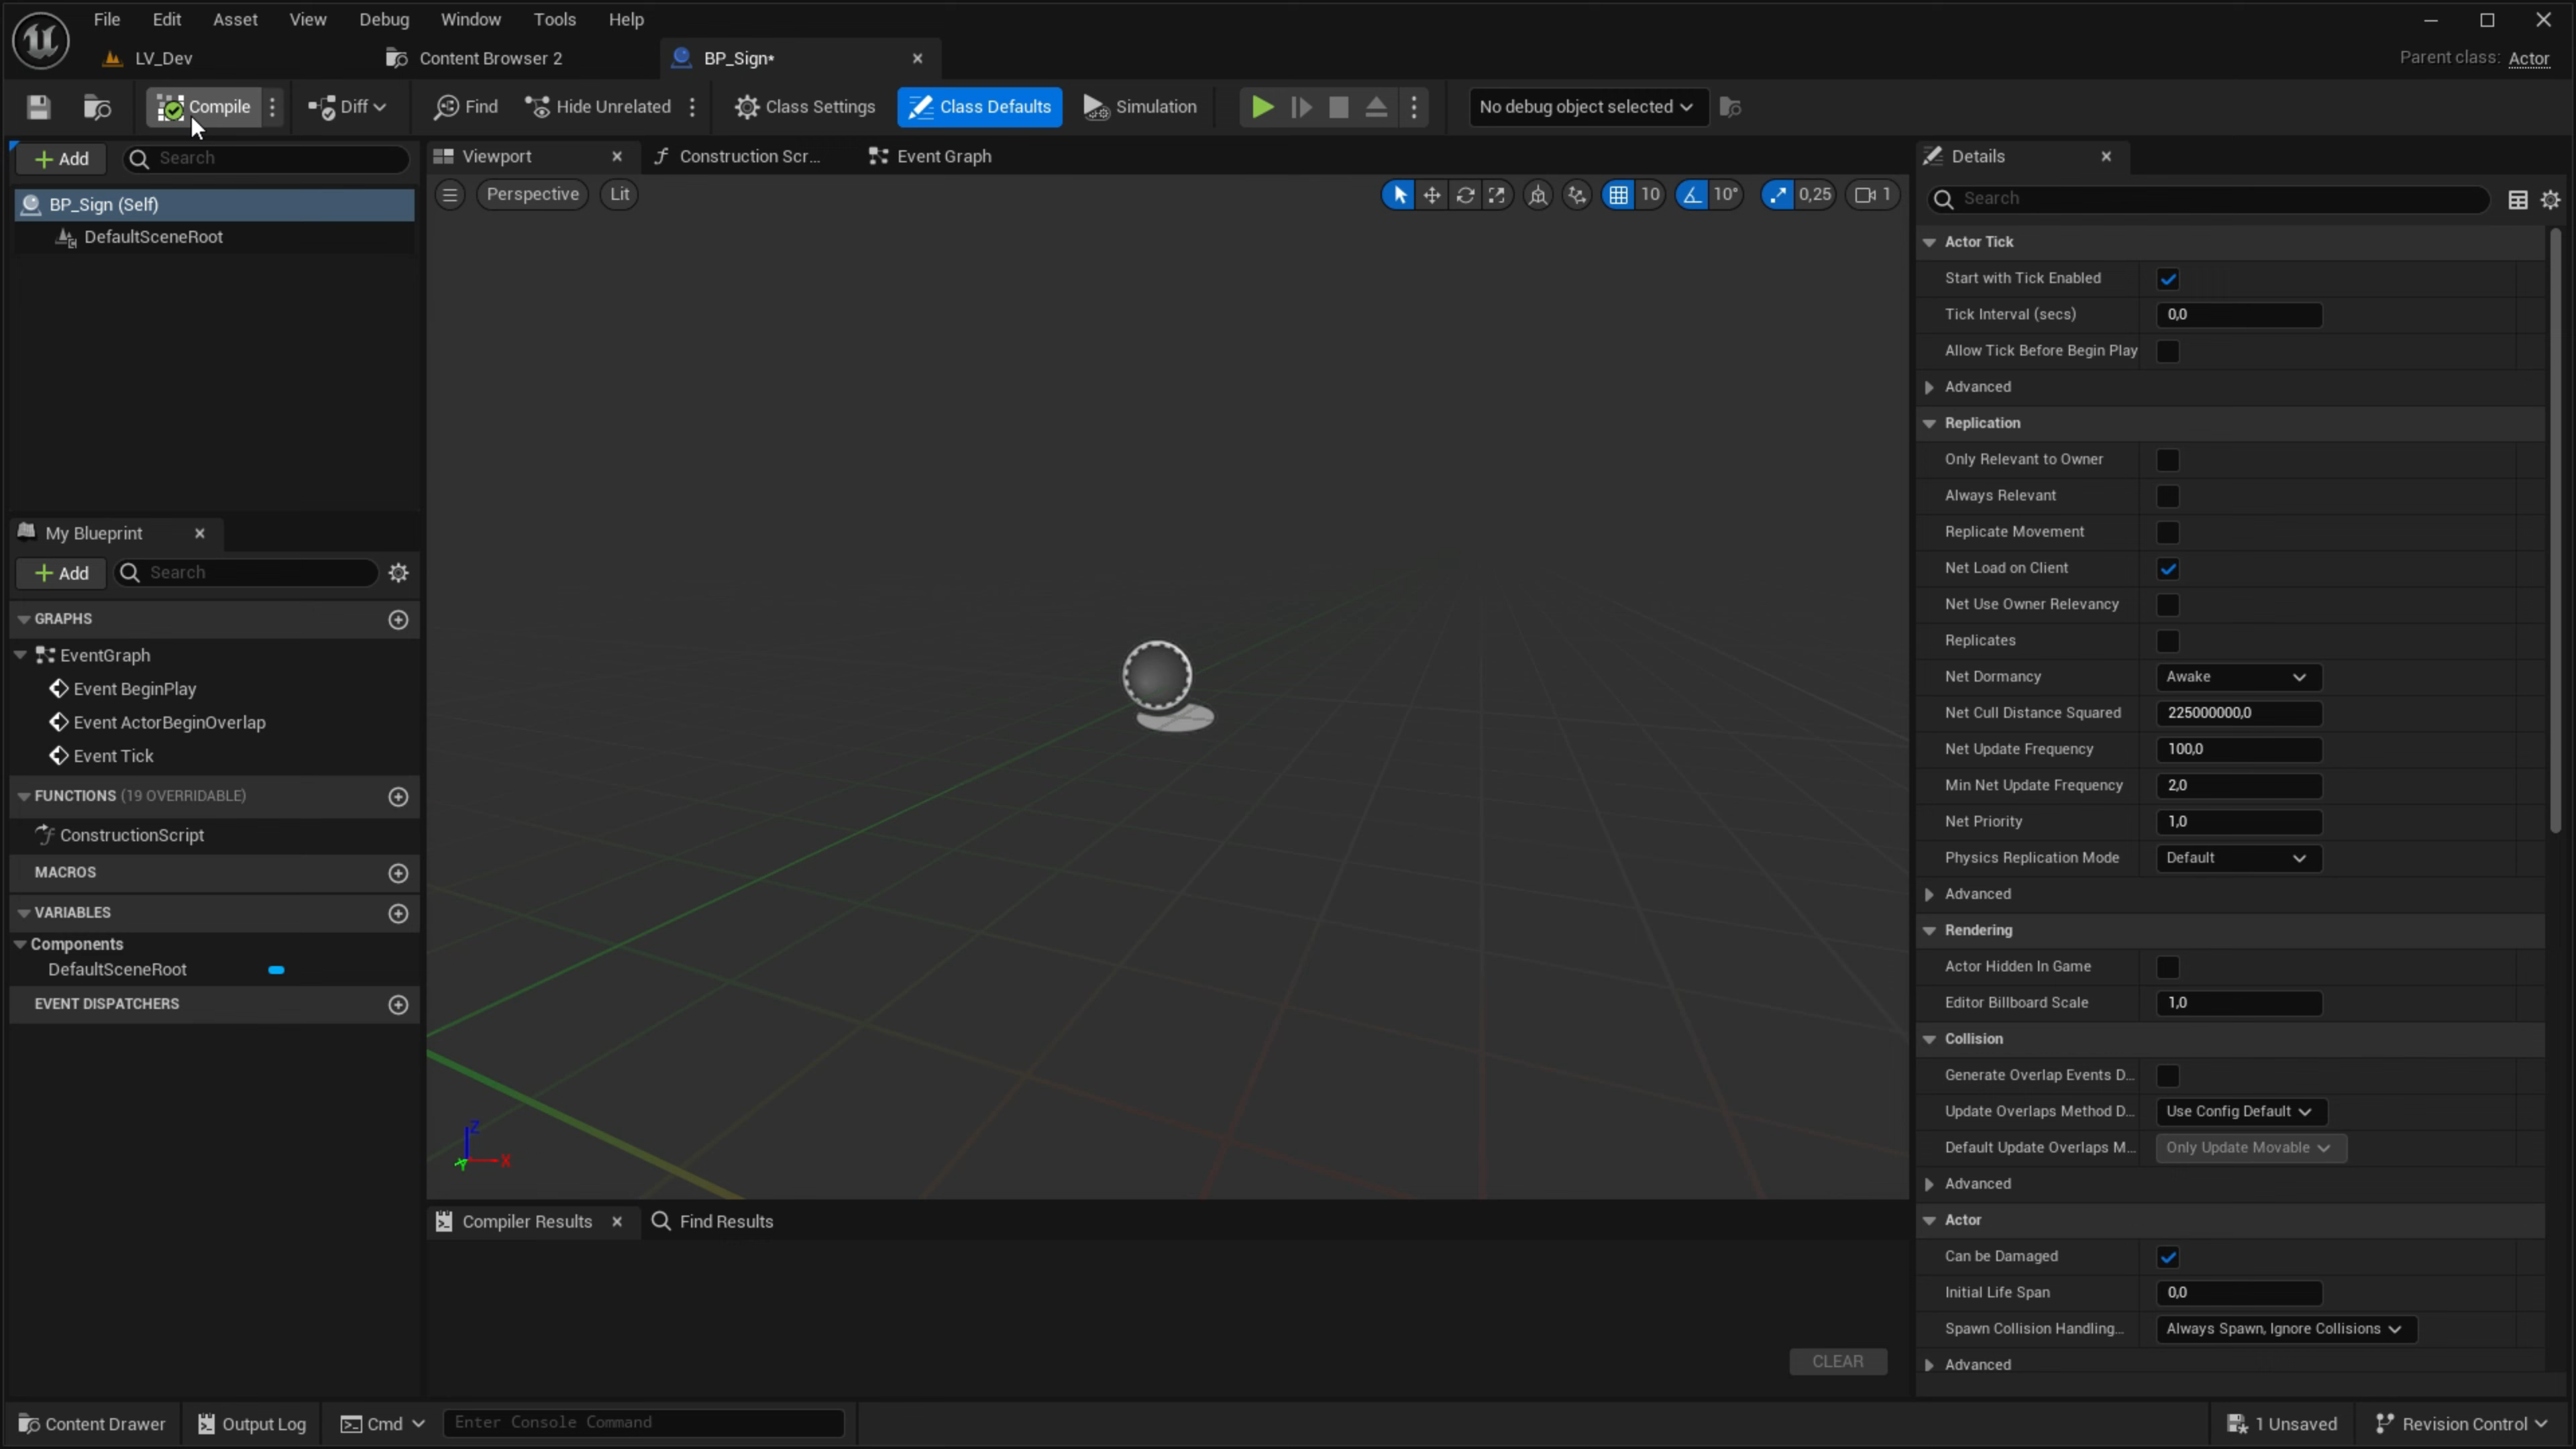 File Edit Asset View Debug Window Tools Help
LV_Dev Content Browser 2 BP_Sign* Parent class: Actor
Compile Diff Find Hide Unrelated Class Settings Class Defaults Simulation No debug object selected
Add Search
BP_Sign (Self)
DefaultSceneRoot
My Blueprint
Add Search
GRAPHS
EventGraph
Event BeginPlay
Event ActorBeginOverlap
Event Tick
FUNCTIONS (19 OVERRIDABLE)
ConstructionScript
MACROS
VARIABLES
Components
DefaultSceneRoot
EVENT DISPATCHERS
Viewport Construction Scr... Event Graph
Perspective Lit 10 10° 0,25 1
Z
Y X
Compiler Results Find Results
CLEAR
Details
Search
Actor Tick
Start with Tick Enabled
Tick Interval (secs) 0,0
Allow Tick Before Begin Play
Advanced
Replication
Only Relevant to Owner
Always Relevant
Replicate Movement
Net Load on Client
Net Use Owner Relevancy
Replicates
Net Dormancy Awake
Net Cull Distance Squared 225000000,0
Net Update Frequency 100,0
Min Net Update Frequency 2,0
Net Priority 1,0
Physics Replication Mode Default
Advanced
Rendering
Actor Hidden In Game
Editor Billboard Scale 1,0
Collision
Generate Overlap Events D...
Update Overlaps Method D... Use Config Default
Default Update Overlaps M... Only Update Movable
Advanced
Actor
Can be Damaged
Initial Life Span 0,0
Spawn Collision Handling... Always Spawn, Ignore Collisions
Advanced
Content Drawer Output Log Cmd Enter Console Command 1 Unsaved Revision Control